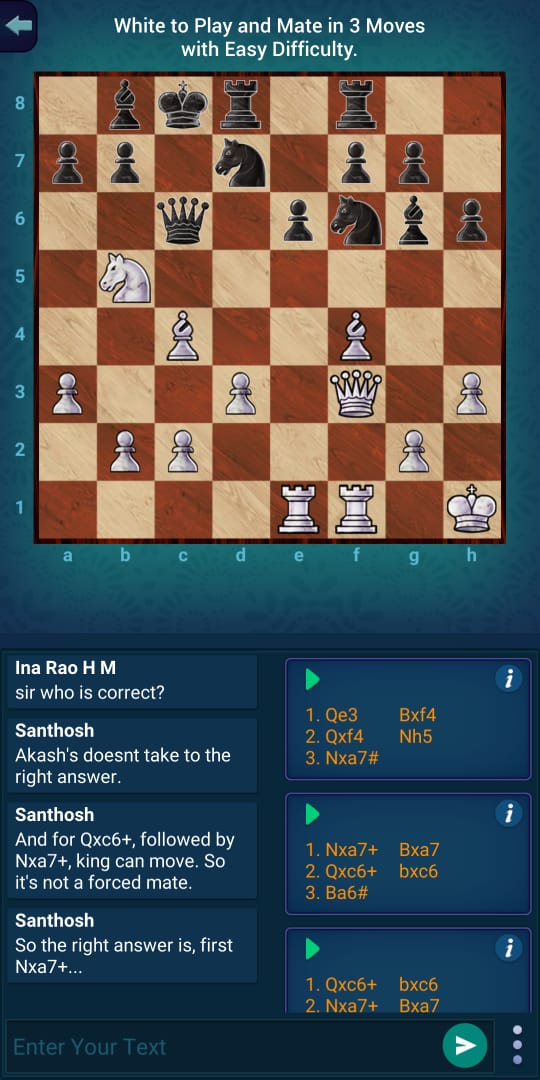 White to Play and Mate in 3 Moves
with Easy Difficulty.
8
7
6
5
4
3
2
1
a b c d e f g h
Ina Rao H M
sir who is correct?
Santhosh
Akash's doesnt take to the
right answer.
Santhosh
And for Qxc6+, followed by
Nxa7+, king can move. So
it's not a forced mate.
Santhosh
So the right answer is, first
Nxa7+...
i
1. Qe3 Bxf4
2. Qxf4 Nh5
3. Nxa7#
i
1. Nxa7+ Bxa7
2. Qxc6+ bxc6
3. Ba6#
i
1. Qxc6+ bxc6
2. Nxa7+ Bxa7
Enter Your Text